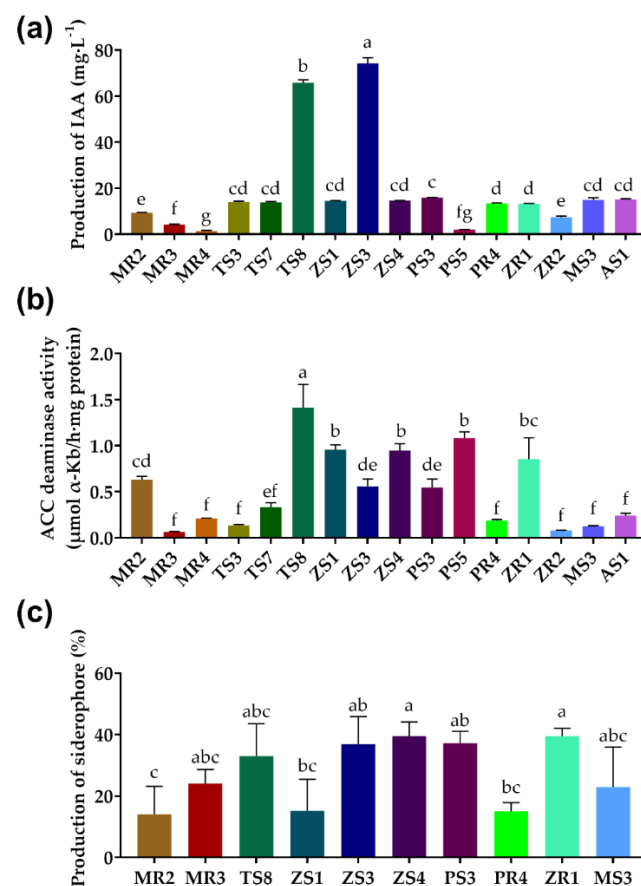 (a)
Production of IAA (mg·L⁻¹)
80
60
40
20
0
e f g cd cd b cd a cd c fg d d e cd cd
MR2 MR3 MR4 TS3 TS7 TS8 ZS1 ZS3 ZS4 PS3 PS5 PR4 ZR1 ZR2 MS3 AS1
(b)
ACC deaminase activity
(μmol α-Kb/h·mg protein)
2.0
1.5
1.0
0.5
0.0
cd f f f ef a b de b de b f bc f f f
MR2 MR3 MR4 TS3 TS7 TS8 ZS1 ZS3 ZS4 PS3 PS5 PR4 ZR1 ZR2 MS3 AS1
(c)
Production of siderophore (%)
60
40
20
0
c abc abc bc ab a ab bc a abc
MR2 MR3 TS8 ZS1 ZS3 ZS4 PS3 PR4 ZR1 MS3